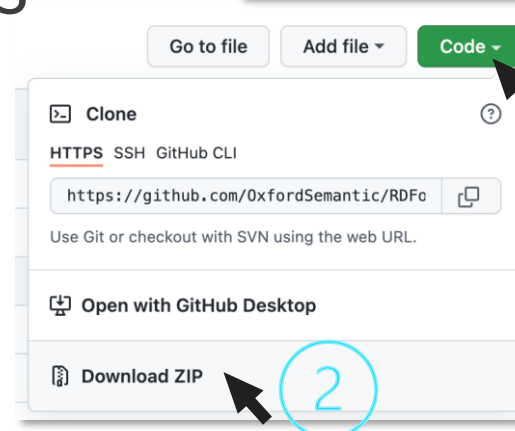 Go to file Add file Code
Clone
HTTPS SSH GitHub CLI
https://github.com/OxfordSemantic/RDFo
Use Git or checkout with SVN using the web URL.
Open with GitHub Desktop
Download ZIP
2